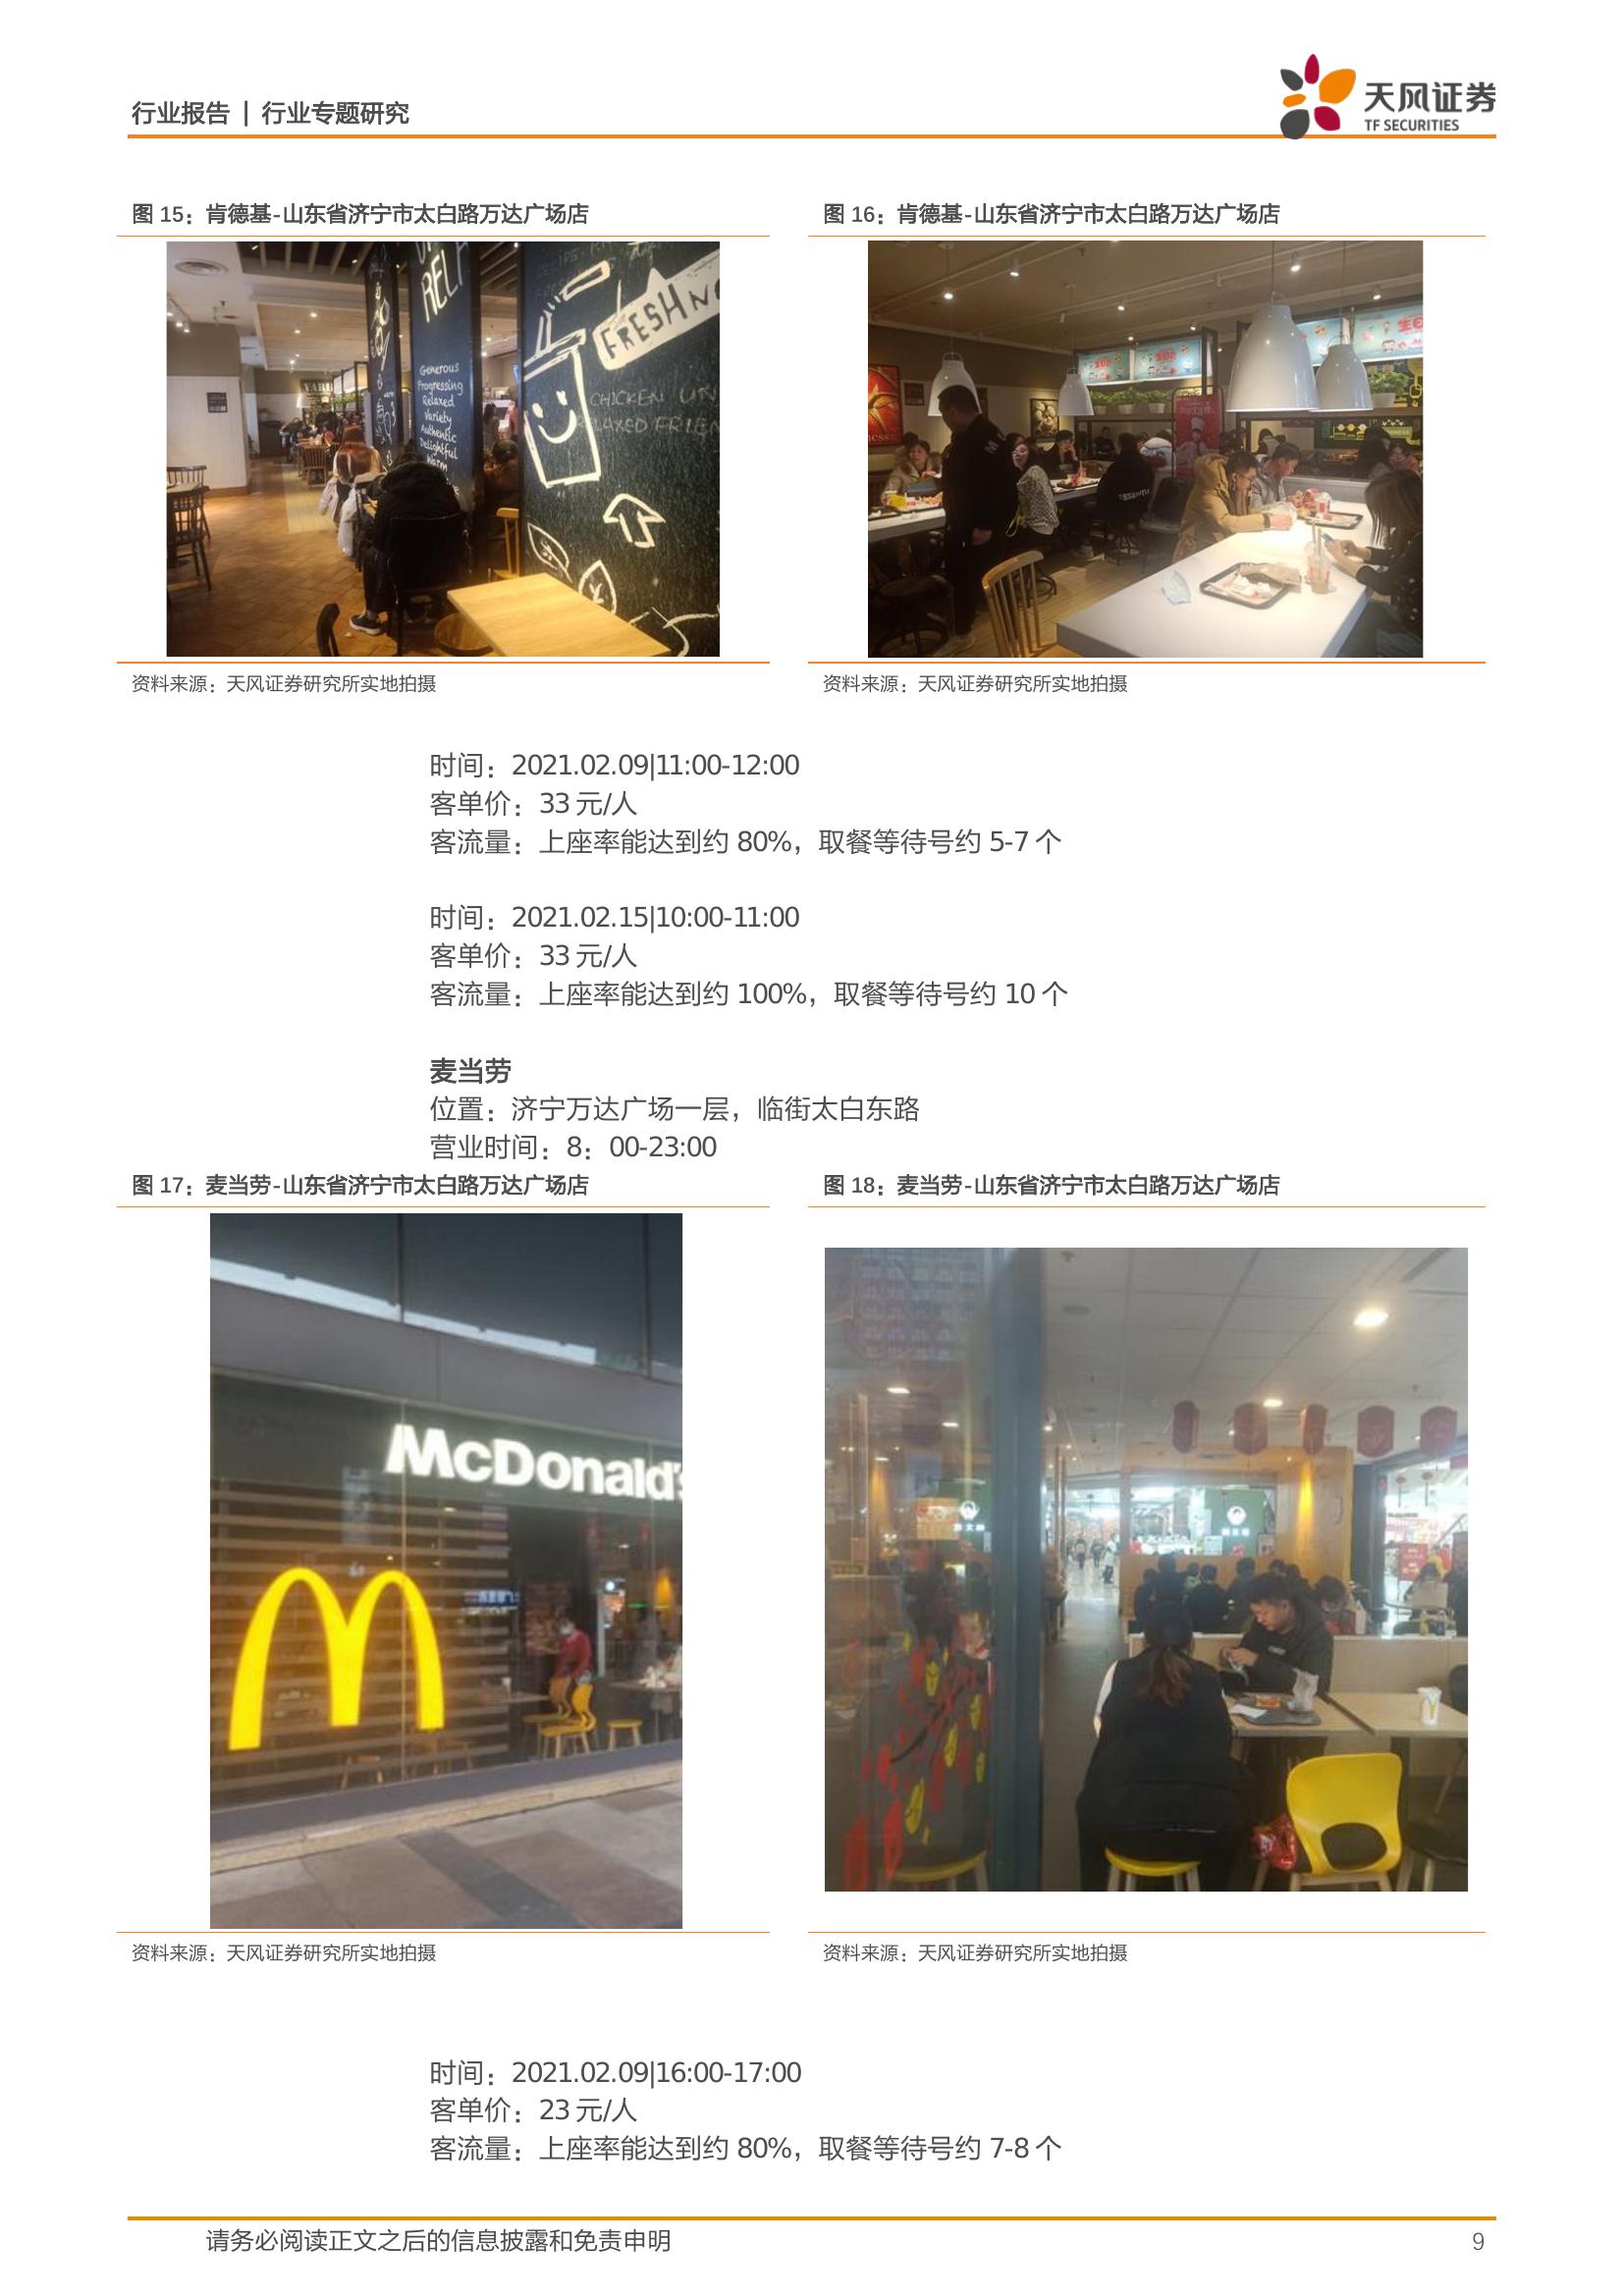 行业报告 | 行业专题研究
天风证券
TF SECURITIES
图 15：肯德基-山东省济宁市太白路万达广场店
图 16：肯德基-山东省济宁市太白路万达广场店
FRESH
CHICKEN
Generous
Progressing
Relaxed
Variety
Authentic
Delightful
Warm
资料来源：天风证券研究所实地拍摄
资料来源：天风证券研究所实地拍摄
时间：2021.02.09|11:00-12:00
客单价：33 元/人
客流量：上座率能达到约 80%，取餐等待号约 5-7 个
时间：2021.02.15|10:00-11:00
客单价：33 元/人
客流量：上座率能达到约 100%，取餐等待号约 10 个
麦当劳
位置：济宁万达广场一层，临街太白东路
营业时间：8：00-23:00
图 17：麦当劳-山东省济宁市太白路万达广场店
图 18：麦当劳-山东省济宁市太白路万达广场店
McDonald's
资料来源：天风证券研究所实地拍摄
资料来源：天风证券研究所实地拍摄
时间：2021.02.09|16:00-17:00
客单价：23 元/人
客流量：上座率能达到约 80%，取餐等待号约 7-8 个
请务必阅读正文之后的信息披露和免责申明
9